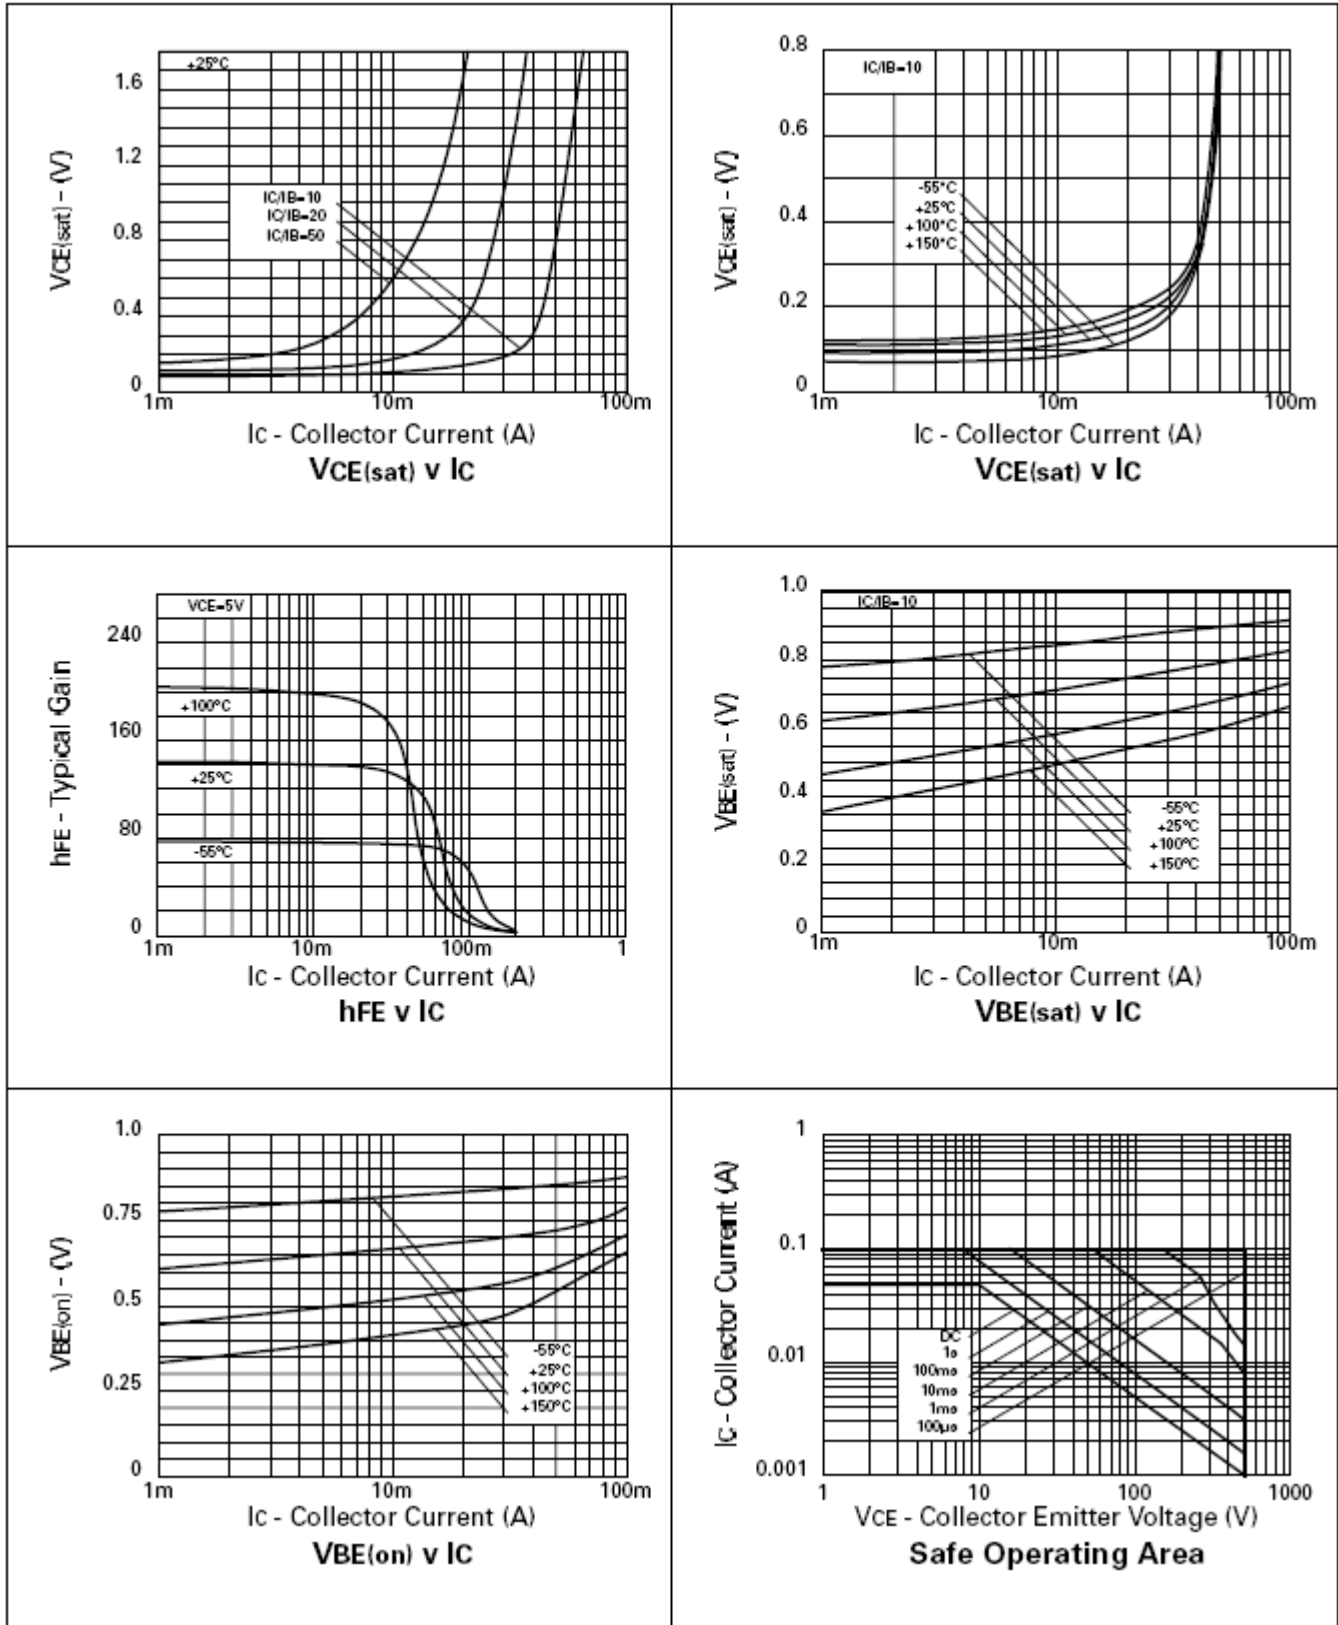 +25°C
1.6
1.2
0.8
0.4
0
VCE(sat) - (V)
IC/IB=10
IC/IB=20
IC/IB=50
1m 10m 100m
IC - Collector Current (A)
VCE(sat) v IC
IC/IB=10
0.8
0.6
0.4
0.2
0
VCE(sat) - (V)
-55°C
+25°C
+100°C
+150°C
1m 10m 100m
IC - Collector Current (A)
VCE(sat) v IC
VCE=5V
240
160
80
0
hFE - Typical Gain
+100°C
+25°C
-55°C
1m 10m 100m 1
IC - Collector Current (A)
hFE v IC
IC/IB=10
1.0
0.8
0.6
0.4
0.2
0
VBE(sat) - (V)
-55°C
+25°C
+100°C
+150°C
1m 10m 100m
IC - Collector Current (A)
VBE(sat) v IC
1.0
0.75
0.5
0.25
0
VBE(on) - (V)
-55°C
+25°C
+100°C
+150°C
1m 10m 100m
IC - Collector Current (A)
VBE(on) v IC
1
0.1
0.01
0.001
IC - Collector Current (A)
DC
1s
100ms
10ms
1ms
100µs
1 10 100 1000
VCE - Collector Emitter Voltage (V)
Safe Operating Area